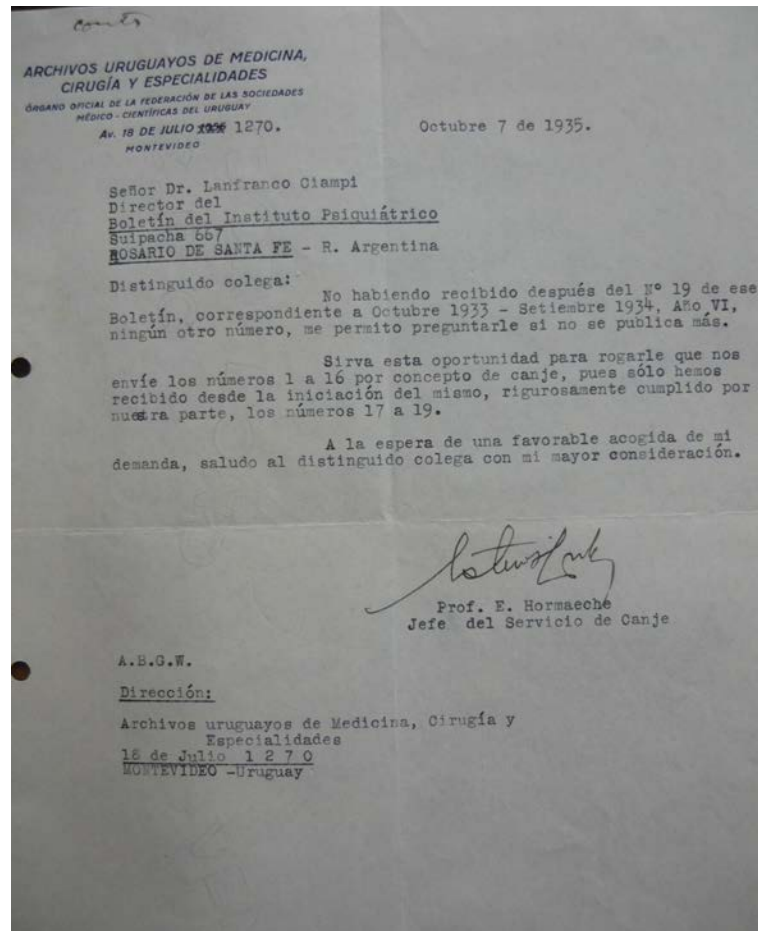 ARCHIVOS URUGUAYOS DE MEDICINA,
CIRUGÍA Y ESPECIALIDADES
ÓRGANO OFICIAL DE LA FEDERACIÓN DE LAS SOCIEDADES
MÉDICO - CIENTÍFICAS DEL URUGUAY
Av. 18 DE JULIO 1270.
MONTEVIDEO
Octubre 7 de 1935.
Señor Dr. Lanfranco Ciampi
Director del
Boletín del Instituto Psiquiátrico
Suipacha 667
ROSARIO DE SANTA FE - R. Argentina
Distinguido colega:
No habiendo recibido después del Nº 19 de ese
Boletín, correspondiente a Octubre 1933 - Setiembre 1934, Año VI,
ningún otro número, me permito preguntarle si no se publica más.
Sirva esta oportunidad para rogarle que nos
envíe los números 1 a 16 por concepto de canje, pues sólo hemos
recibido desde la iniciación del mismo, rigurosamente cumplido por
nuestra parte, los números 17 a 19.
A la espera de una favorable acogida de mi
demanda, saludo al distinguido colega con mi mayor consideración.
Prof. E. Hormaeche
Jefe del Servicio de Canje
A.B.G.W.
Dirección:
Archivos uruguayos de Medicina, Cirugía y
Especialidades
18 de Julio 1 2 7 0
MONTEVIDEO -Uruguay